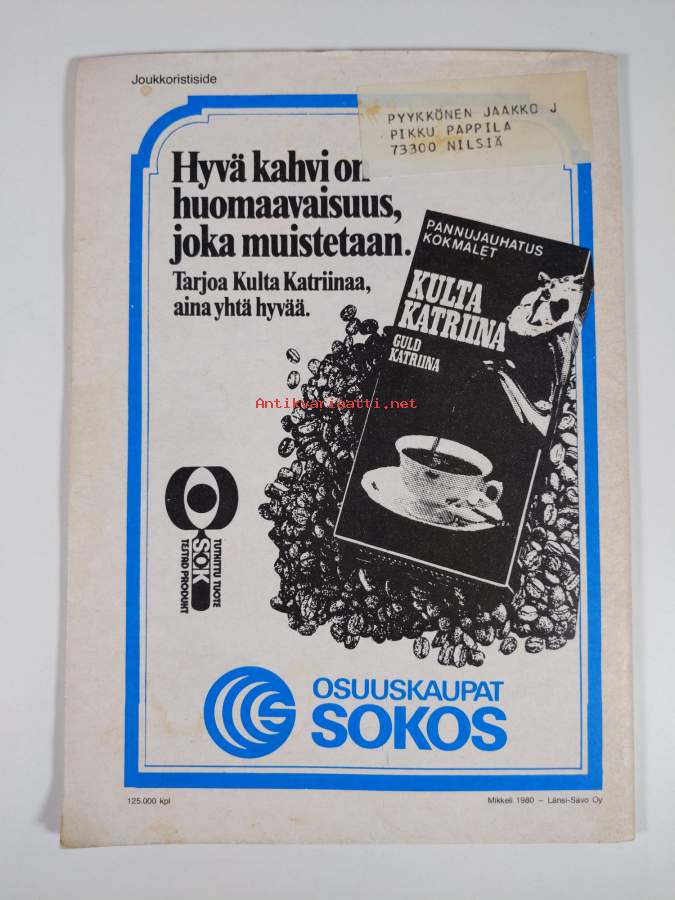 Joukkoristiside
PYYKKÖNEN JAAKKO J
PIKKU PAPPILA
73300 NILSIÄ
Hyvä kahvi on
huomaavaisuus,
joka muistetaan.
Tarjoa Kulta Katriinaa,
aina yhtä hyvää.
PANNUJAUHATUS
KOKMALET
KULTA
KATRIINA
GULD
KATRIINA
Antikvariaatti.net
SOK
TUTKITTU TUOTE
TESTAD PRODUKT
OSUUSKAUPAT
SOKOS
125.000 kpl
Mikkeli 1980 – Länsi-Savo Oy